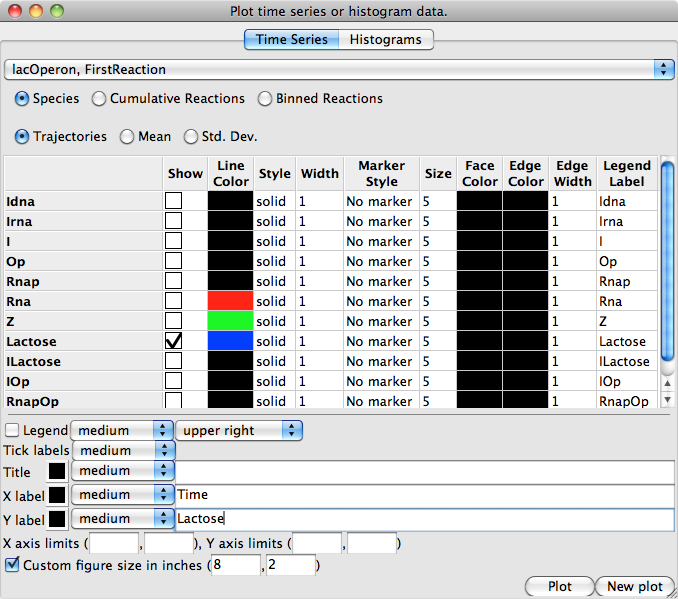 Plot time series or histogram data.
Time Series Histograms
lacOperon, FirstReaction
Species Cumulative Reactions Binned Reactions
Trajectories Mean Std. Dev.
Show Line Color Style Width Marker Style Size Face Color Edge Color Edge Width Legend Label
Idna solid 1 No marker 5 1 Idna
Irna solid 1 No marker 5 1 Irna
I solid 1 No marker 5 1 I
Op solid 1 No marker 5 1 Op
Rnap solid 1 No marker 5 1 Rnap
Rna solid 1 No marker 5 1 Rna
Z solid 1 No marker 5 1 Z
Lactose solid 1 No marker 5 1 Lactose
ILactose solid 1 No marker 5 1 ILactose
IOp solid 1 No marker 5 1 IOp
RnapOp solid 1 No marker 5 1 RnapOp
Legend medium upper right
Tick labels medium
Title medium
X label medium Time
Y label medium Lactose
X axis limits ( , ), Y axis limits ( , )
Custom figure size in inches (8 ,2 )
Plot New plot